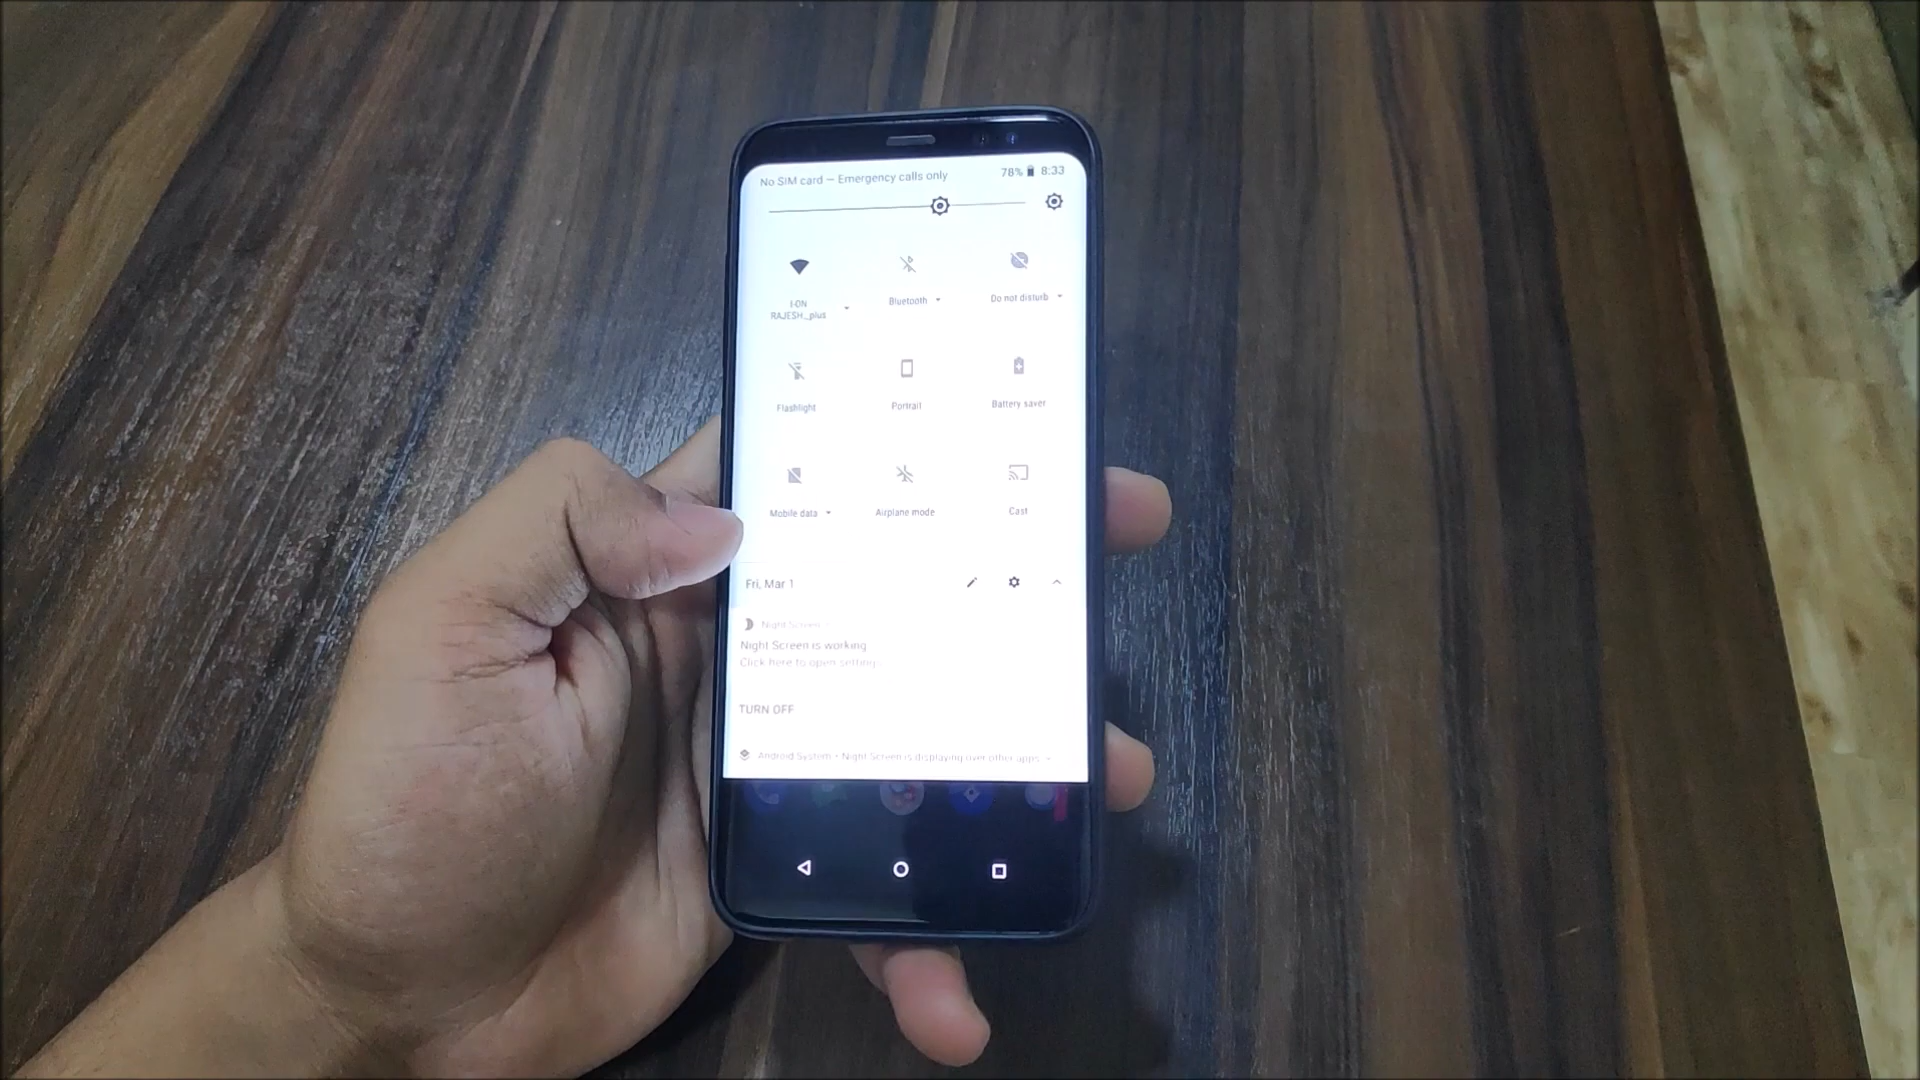 No SIM card — Emergency calls only
78% 8:33
I-ON
RAJESH._plus
Bluetooth
Do not disturb
Flashlight
Portrait
Battery saver
Mobile data
Airplane mode
Cast
Fri, Mar 1
Night Screen
Night Screen is working
Click here to open setting..
TURN OFF
Android System • Night Screen is displaying over other apps